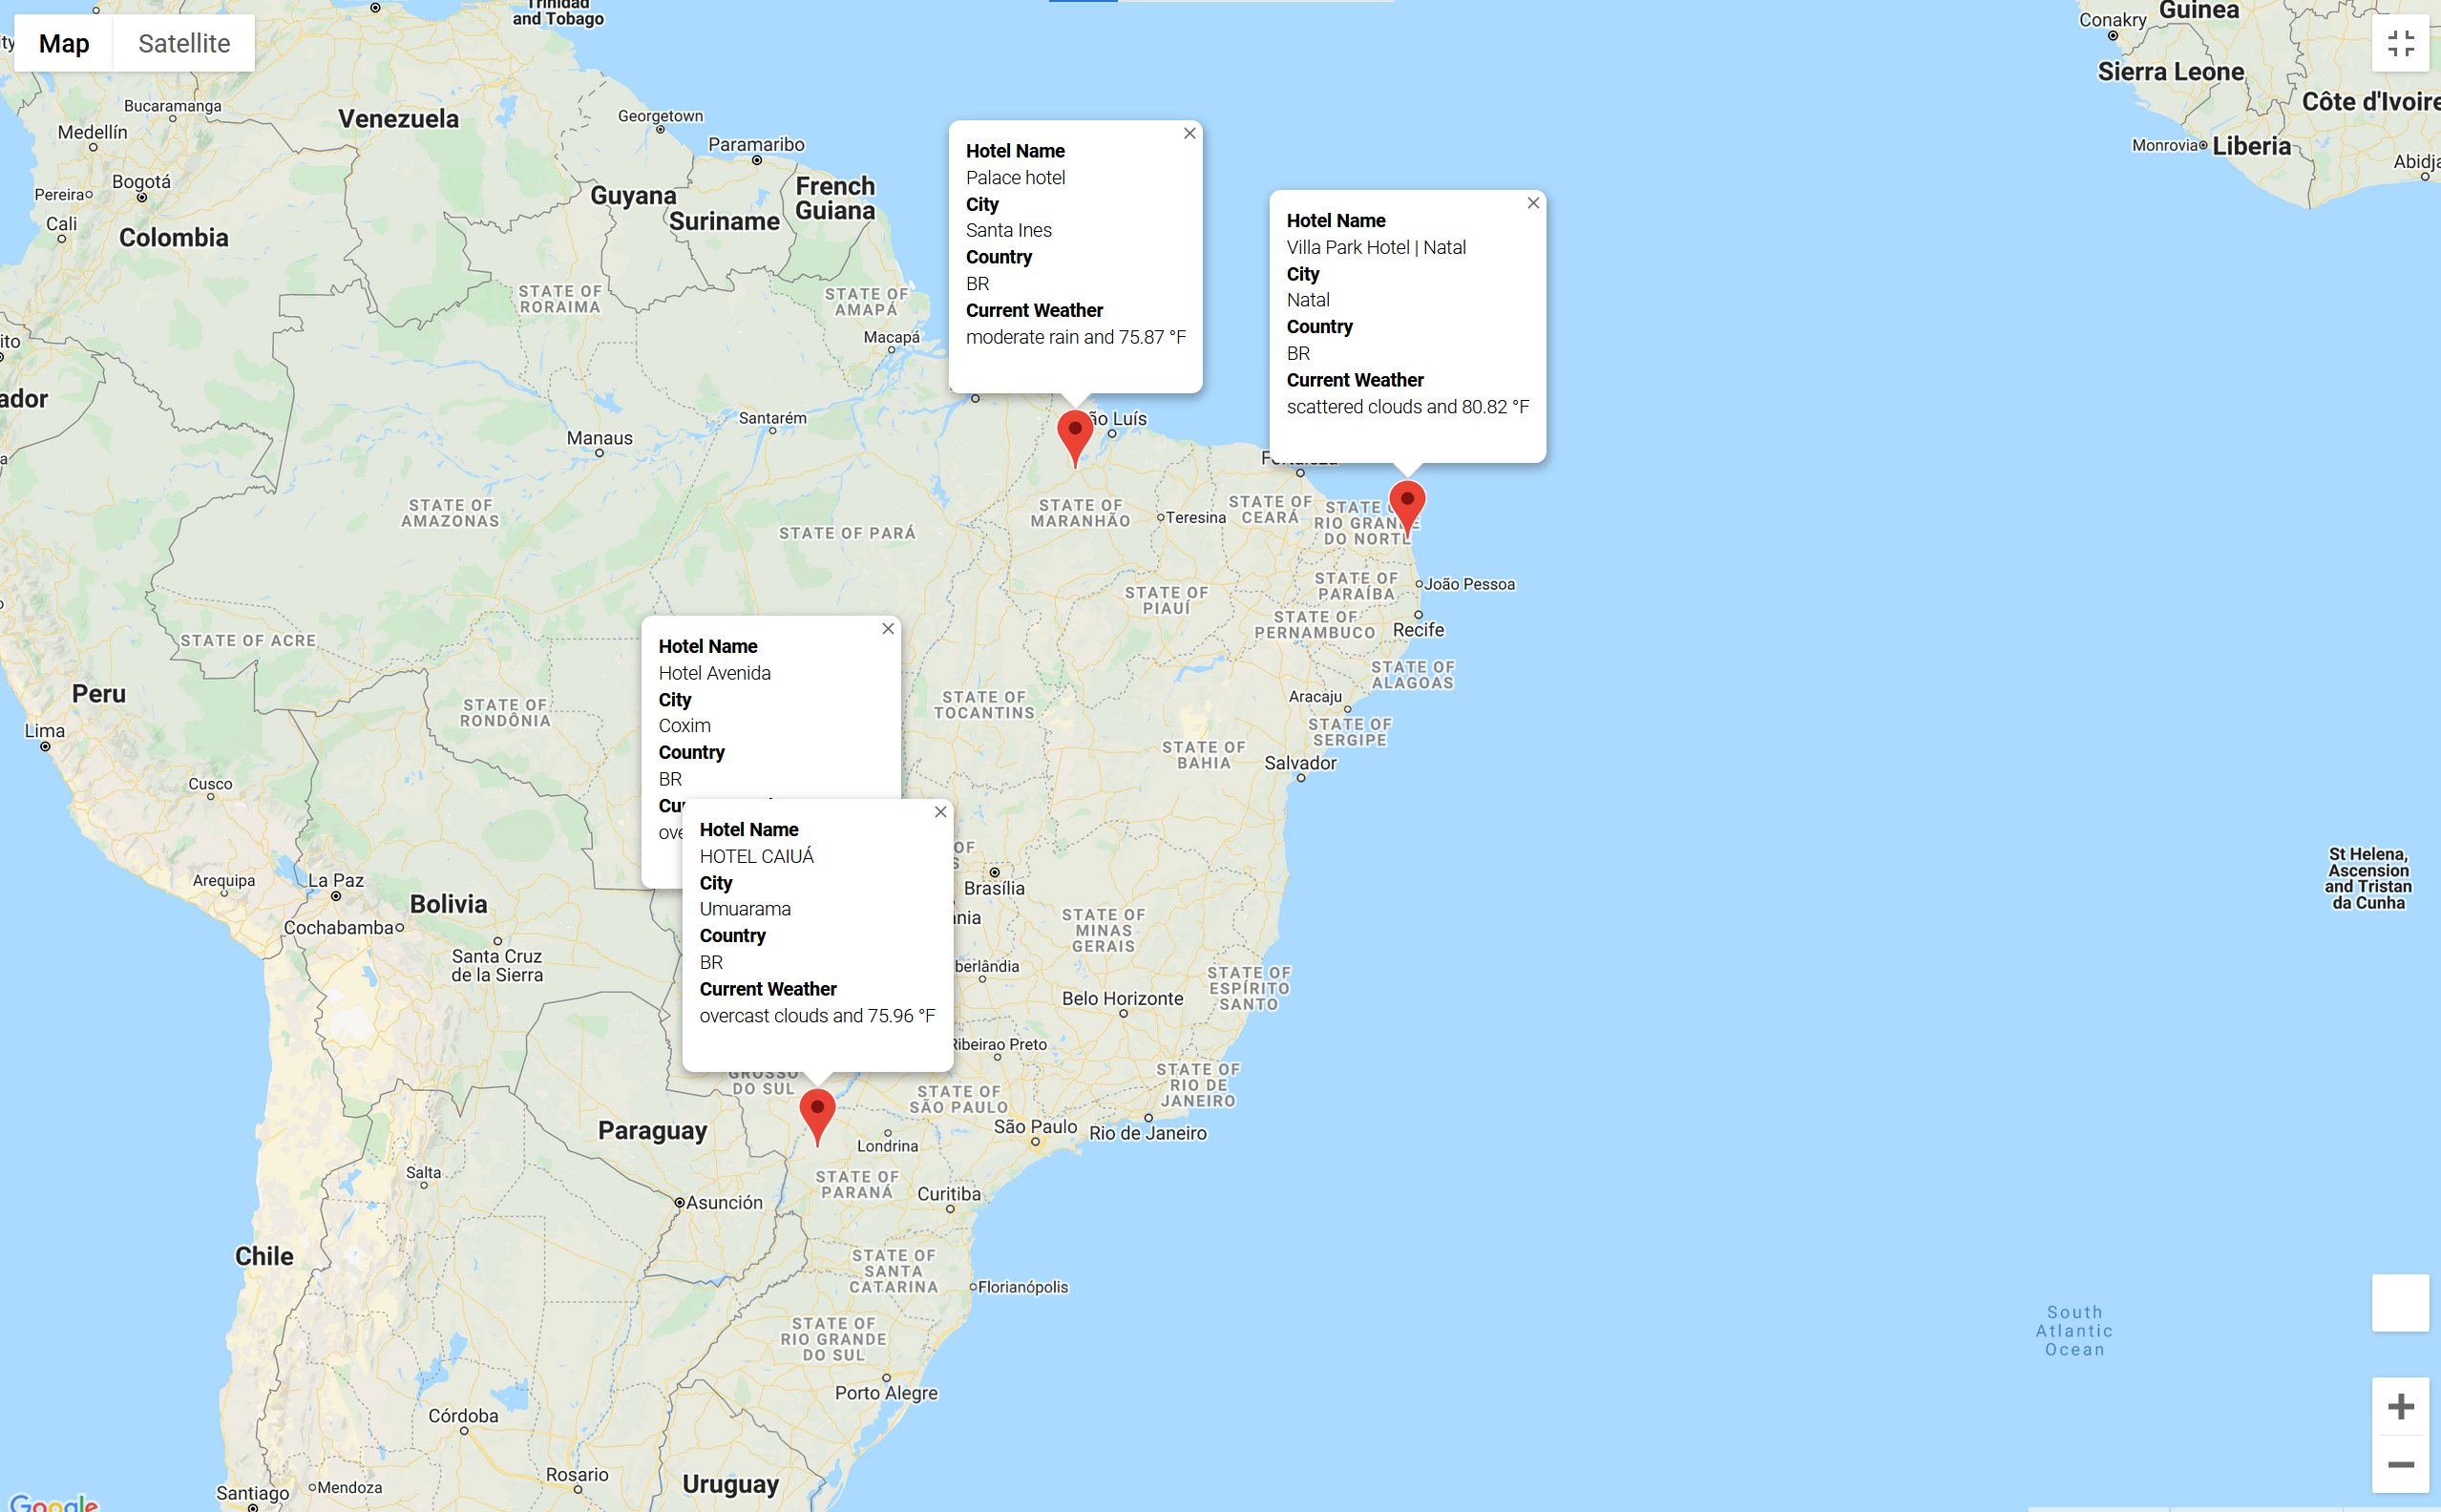 Trinidad
and Tobago
Guinea
Conakry
Map
Satellite
Sierra Leone
Côte d'Ivoire
Bucaramanga
Venezuela
Georgetown
Medellín
Paramaribo
Monrovia
Liberia
Hotel Name
Palace hotel
City
Santa Ines
Country
BR
Current Weather
moderate rain and 75.87 °F
Bogotá
Pereira
Guyana
French
Guiana
Suriname
Cali
Colombia
Hotel Name
Villa Park Hotel | Natal
City
Natal
Country
BR
Current Weather
scattered clouds and 80.82 °F
STATE OF
RORAIMA
STATE OF
AMAPÁ
Macapá
Santarém
Manaus
STATE OF
AMAZONAS
STATE OF PARÁ
STATE OF
MARANHÃO
Teresina
STATE OF
CEARÁ
STATE
RIO GRANDE
DO NORTE
STATE OF
PIAUÍ
STATE OF
PARAÍBA
João Pessoa
STATE OF
PERNAMBUCO
Recife
STATE OF ACRE
STATE OF
ALAGOAS
Hotel Name
Hotel Avenida
City
Coxim
Country
BR
Peru
STATE OF
RONDÔNIA
STATE OF
TOCANTINS
Aracaju
STATE OF
SERGIPE
Lima
STATE OF
BAHIA
Salvador
Cusco
Hotel Name
HOTEL CAIUÁ
City
Umuarama
Country
BR
Current Weather
overcast clouds and 75.96 °F
Arequipa
La Paz
Bolivia
Brasília
St Helena,
Ascension
and Tristan
da Cunha
Cochabamba
Santa Cruz
de la Sierra
STATE OF
MINAS
GERAIS
STATE OF
ESPÍRITO
SANTO
Belo Horizonte
Ribeirao Preto
GROSSO
DO SUL
STATE OF
SÃO PAULO
STATE OF
RIO DE
JANEIRO
Paraguay
São Paulo
Rio de Janeiro
Londrina
Salta
STATE OF
PARANÁ
Asunción
Curitiba
Chile
STATE OF
SANTA
CATARINA
Florianópolis
South
Atlantic
Ocean
STATE OF
RIO GRANDE
DO SUL
Porto Alegre
Córdoba
Rosario
Uruguay
Mendoza
Santiago
Google